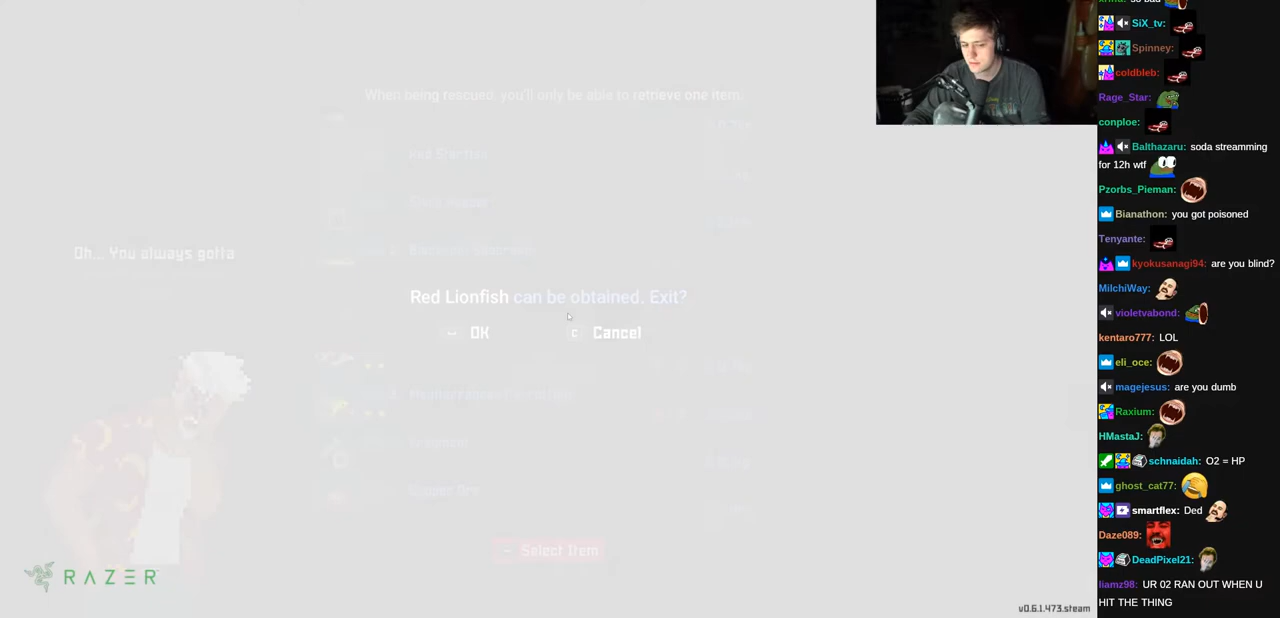 When being rescued, you'll only be able to retrieve one item.
Red Starfish
Oh... You always gotta
Red Lionfish can be obtained. Exit?
OK
C Cancel
Select Item
RAZER
v0.6.1.473.steam
SiX_tv:
Spinney:
coldbleb:
Rage_Star:
conploe:
Balthazaru: soda streamming
for 12h wtf
Pzorbs_Pieman:
Bianathon: you got poisoned
Tenyante:
kyokusanagi94: are you blind?
MilchiWay:
violetvabond:
kentaro777: LOL
eli_oce:
magejesus: are you dumb
Raxium:
HMastaJ:
schnaidah: O2 = HP
ghost_cat77:
smartflex: Ded
Daze089:
DeadPixel21:
liamz98: UR 02 RAN OUT WHEN U
HIT THE THING